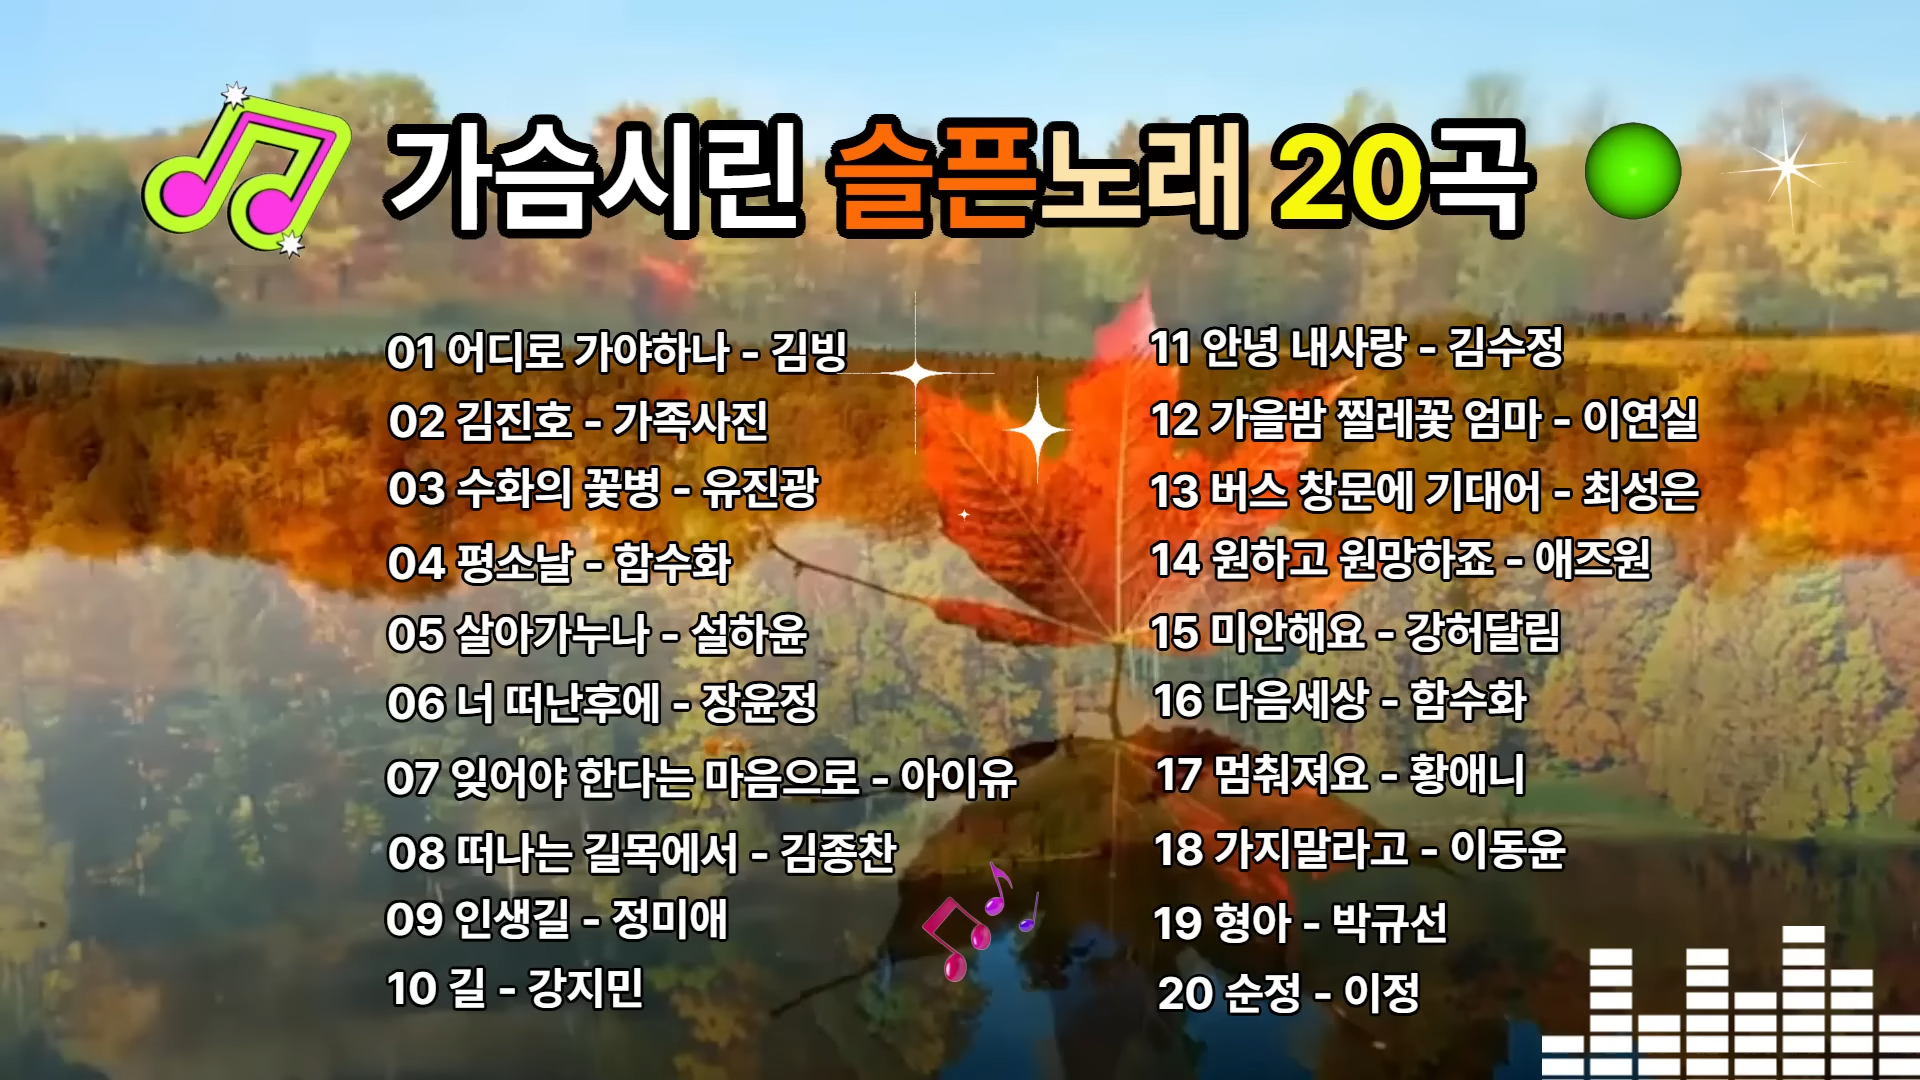 가슴시린 슬픈노래 20곡
01 어디로 가야하나 - 김빙
02 김진호 - 가족사진
03 수화의 꽃병 - 유진광
04 평소날 - 함수화
05 살아가누나 - 설하윤
06 너 떠난후에 - 장윤정
07 잊어야 한다는 마음으로 - 아이유
08 떠나는 길목에서 - 김종찬
09 인생길 - 정미애
10 길 - 강지민
11 안녕 내사랑 - 김수정
12 가을밤 찔레꽃 엄마 - 이연실
13 버스 창문에 기대어 - 최성은
14 원하고 원망하죠 - 애즈원
15 미안해요 - 강허달림
16 다음세상 - 함수화
17 멈춰져요 - 황애니
18 가지말라고 - 이동윤
19 형아 - 박규선
20 순정 - 이정